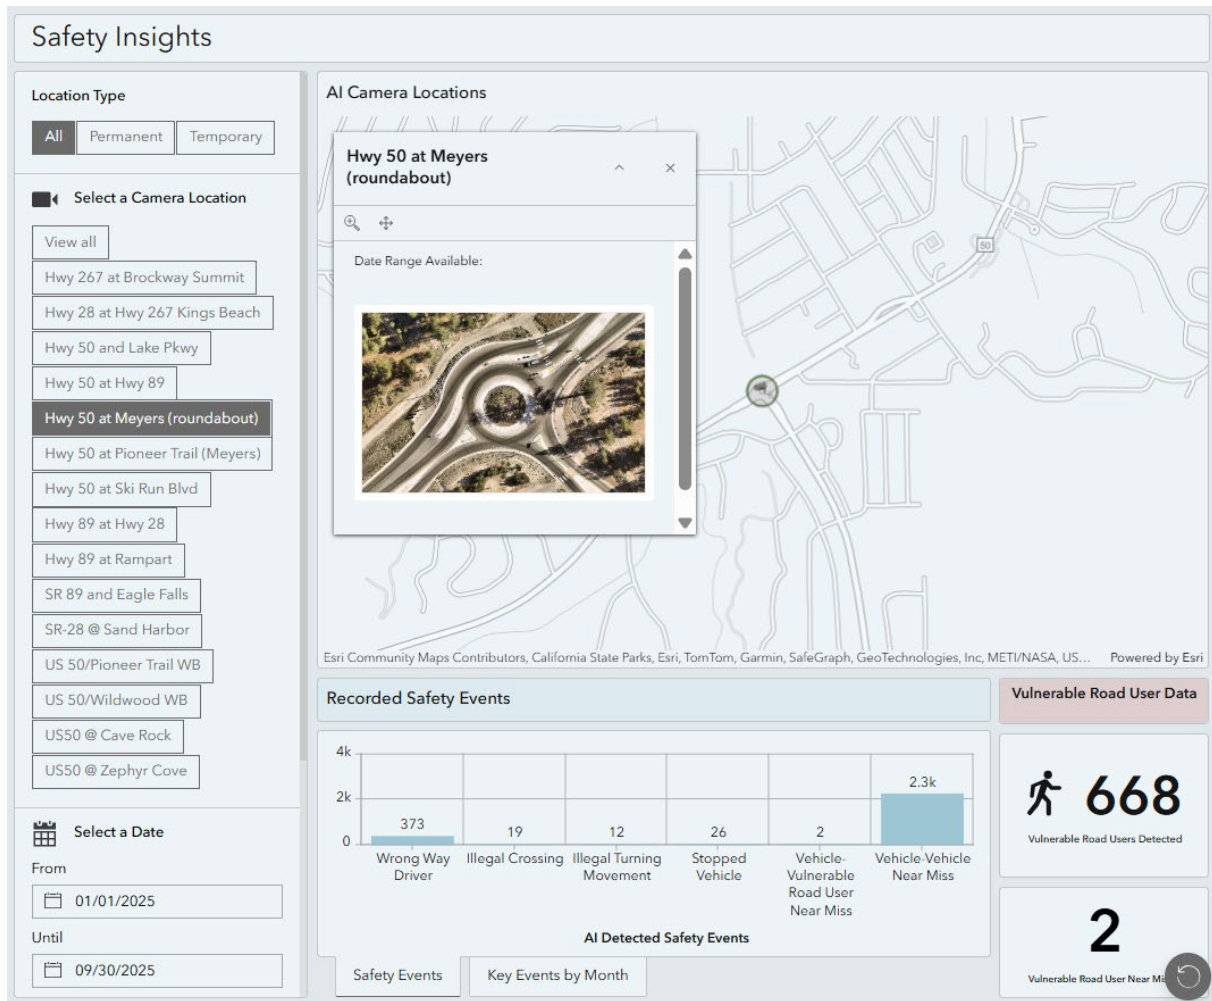 Safety Insights
Location Type
All
Permanent
Temporary
Select a Camera Location
View all
Hwy 267 at Brockway Summit
Hwy 28 at Hwy 267 Kings Beach
Hwy 50 and Lake Pkwy
Hwy 50 at Hwy 89
Hwy 50 at Meyers (roundabout)
Hwy 50 at Pioneer Trail (Meyers)
Hwy 50 at Ski Run Blvd
Hwy 89 at Hwy 28
Hwy 89 at Rampart
SR 89 and Eagle Falls
SR-28 @ Sand Harbor
US 50/Pioneer Trail WB
US 50/Wildwood WB
US50 @ Cave Rock
US50 @ Zephyr Cove
Select a Date
From
01/01/2025
Until
09/30/2025
AI Camera Locations
Hwy 50 at Meyers
(roundabout)
Date Range Available:
50
Esri Community Maps Contributors, California State Parks, Esri, TomTom, Garmin, SafeGraph, GeoTechnologies, Inc, METI/NASA, US...
Powered by Esri
Recorded Safety Events
4k
2k
0
373
19
12
26
2
2.3k
Wrong Way
Driver
Illegal Crossing
Illegal Turning
Movement
Stopped
Vehicle
Vehicle-
Vulnerable
Road User
Near Miss
Vehicle-Vehicle
Near Miss
AI Detected Safety Events
Safety Events
Key Events by Month
Vulnerable Road User Data
668
Vulnerable Road Users Detected
2
Vulnerable Road User Near